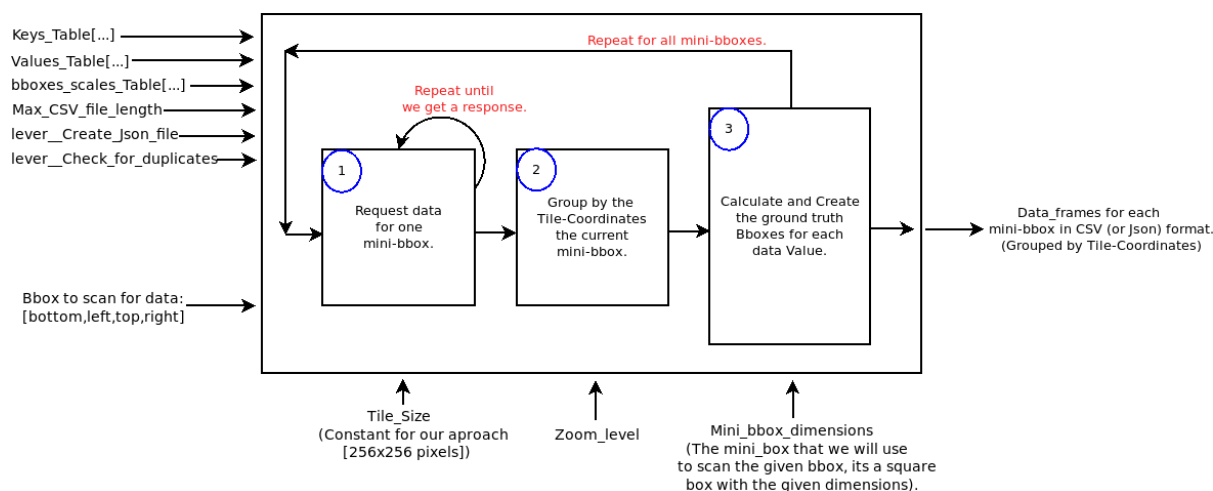 Keys_Table[...]
Values_Table[...]
bboxes_scales_Table[...]
Max_CSV_file_length
lever__Create_Json_file
lever__Check_for_duplicates
Bbox to scan for data:
[bottom,left,top,right]
Repeat for all mini-bboxes.
Repeat until
we get a response.
1
Request data
for one
mini-bbox.
2
Group by the
Tile-Coordinates
the current
mini-bbox.
3
Calculate and Create
the ground truth
Bboxes for each
data Value.
Data_frames for each
mini-bbox in CSV (or Json) format.
(Grouped by Tile-Coordinates)
Tile_Size
(Constant for our aproach
[256x256 pixels])
Zoom_level
Mini_bbox_dimensions
(The mini_box that we will use
to scan the given bbox, its a square
box with the given dimensions).